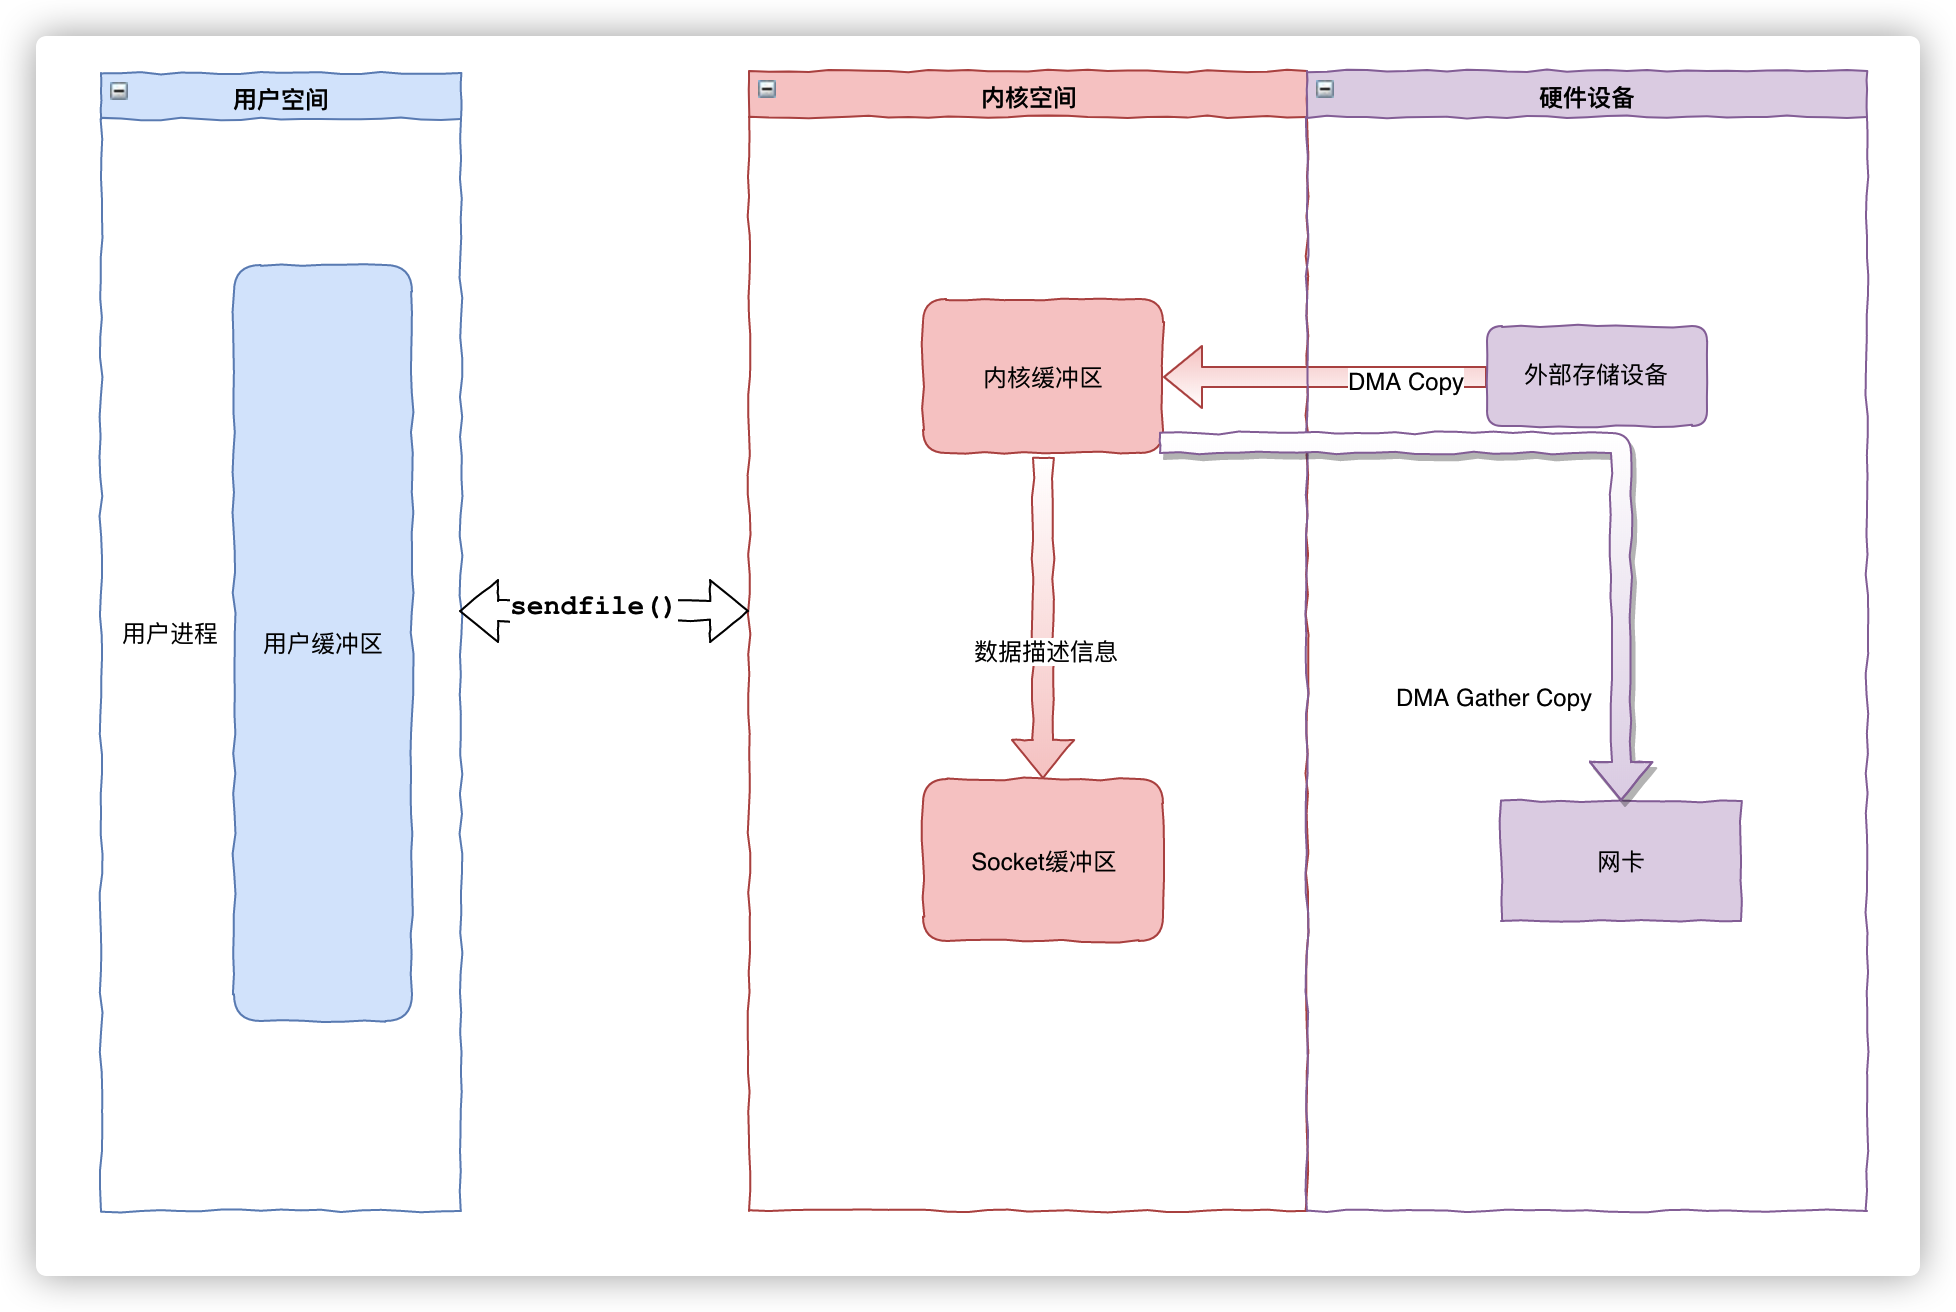 用户空间
内核空间
硬件设备
内核缓冲区
DMA Copy
外部存储设备
sendfile()
用户进程
用户缓冲区
数据描述信息
DMA Gather Copy
Socket缓冲区
网卡